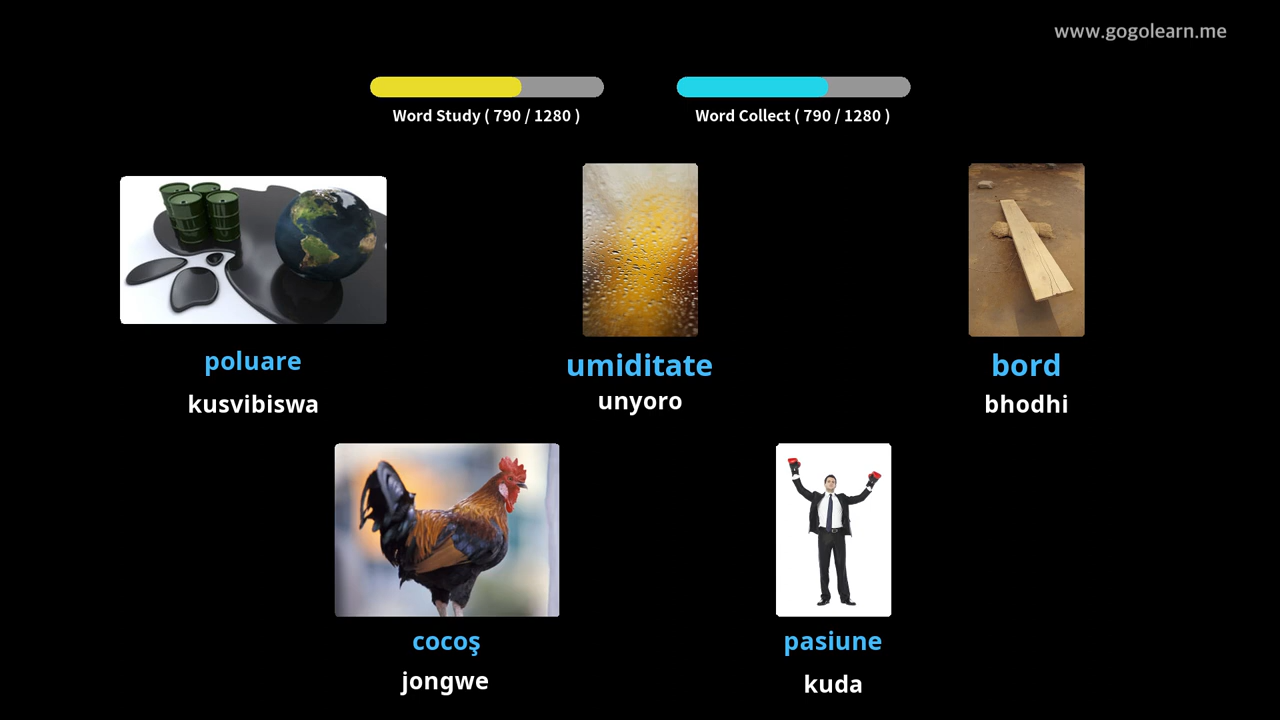 www.gogolearn.me
Word Study ( 790 / 1280 )
Word Collect ( 790 / 1280 )
poluare
kusvibiswa
umiditate
unyoro
bord
bhodhi
cocoş
jongwe
pasiune
kuda